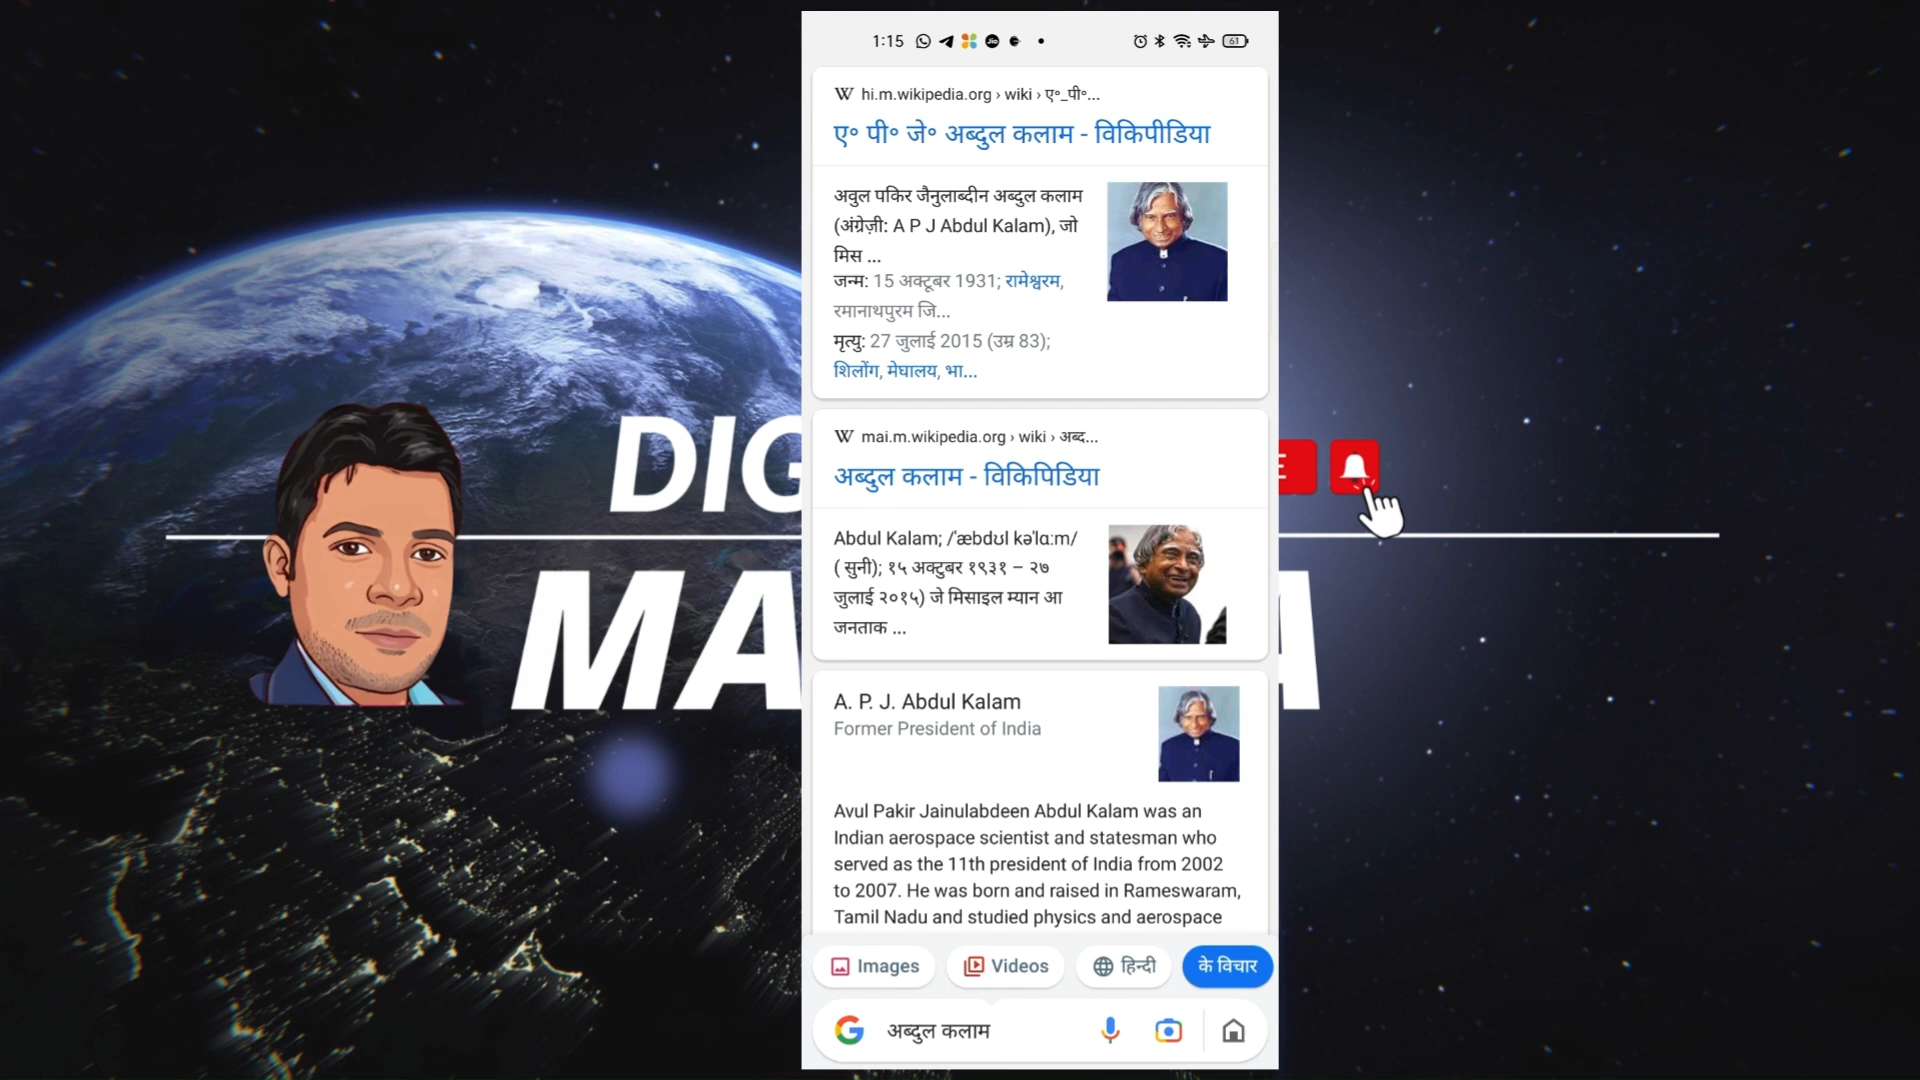 1:15
61
W hi.m.wikipedia.org › wiki › ए॰_पी॰...
ए॰ पी॰ जे॰ अब्दुल कलाम - विकिपीडिया
अवुल पकिर जैनुलाब्दीन अब्दुल कलाम
(अंग्रेज़ी: A P J Abdul Kalam), जो
मिस ...
जन्म: 15 अक्टूबर 1931; रामेश्वरम,
रमानाथपुरम जि...
मृत्यु: 27 जुलाई 2015 (उम्र 83);
शिलोंग, मेघालय, भा...
W mai.m.wikipedia.org › wiki › अब्द...
अब्दुल कलाम - विकिपिडिया
Abdul Kalam; /ˈæbdʊl kəˈlɑːm/
( सुनी); १५ अक्टुबर १९३१ – २७
जुलाई २०१५) जे मिसाइल म्यान आ
जनताक ...
A. P. J. Abdul Kalam
Former President of India
Avul Pakir Jainulabdeen Abdul Kalam was an
Indian aerospace scientist and statesman who
served as the 11th president of India from 2002
to 2007. He was born and raised in Rameswaram,
Tamil Nadu and studied physics and aerospace
Images Videos हिन्दी के विचार
अब्दुल कलाम
DIG
E
MA
A